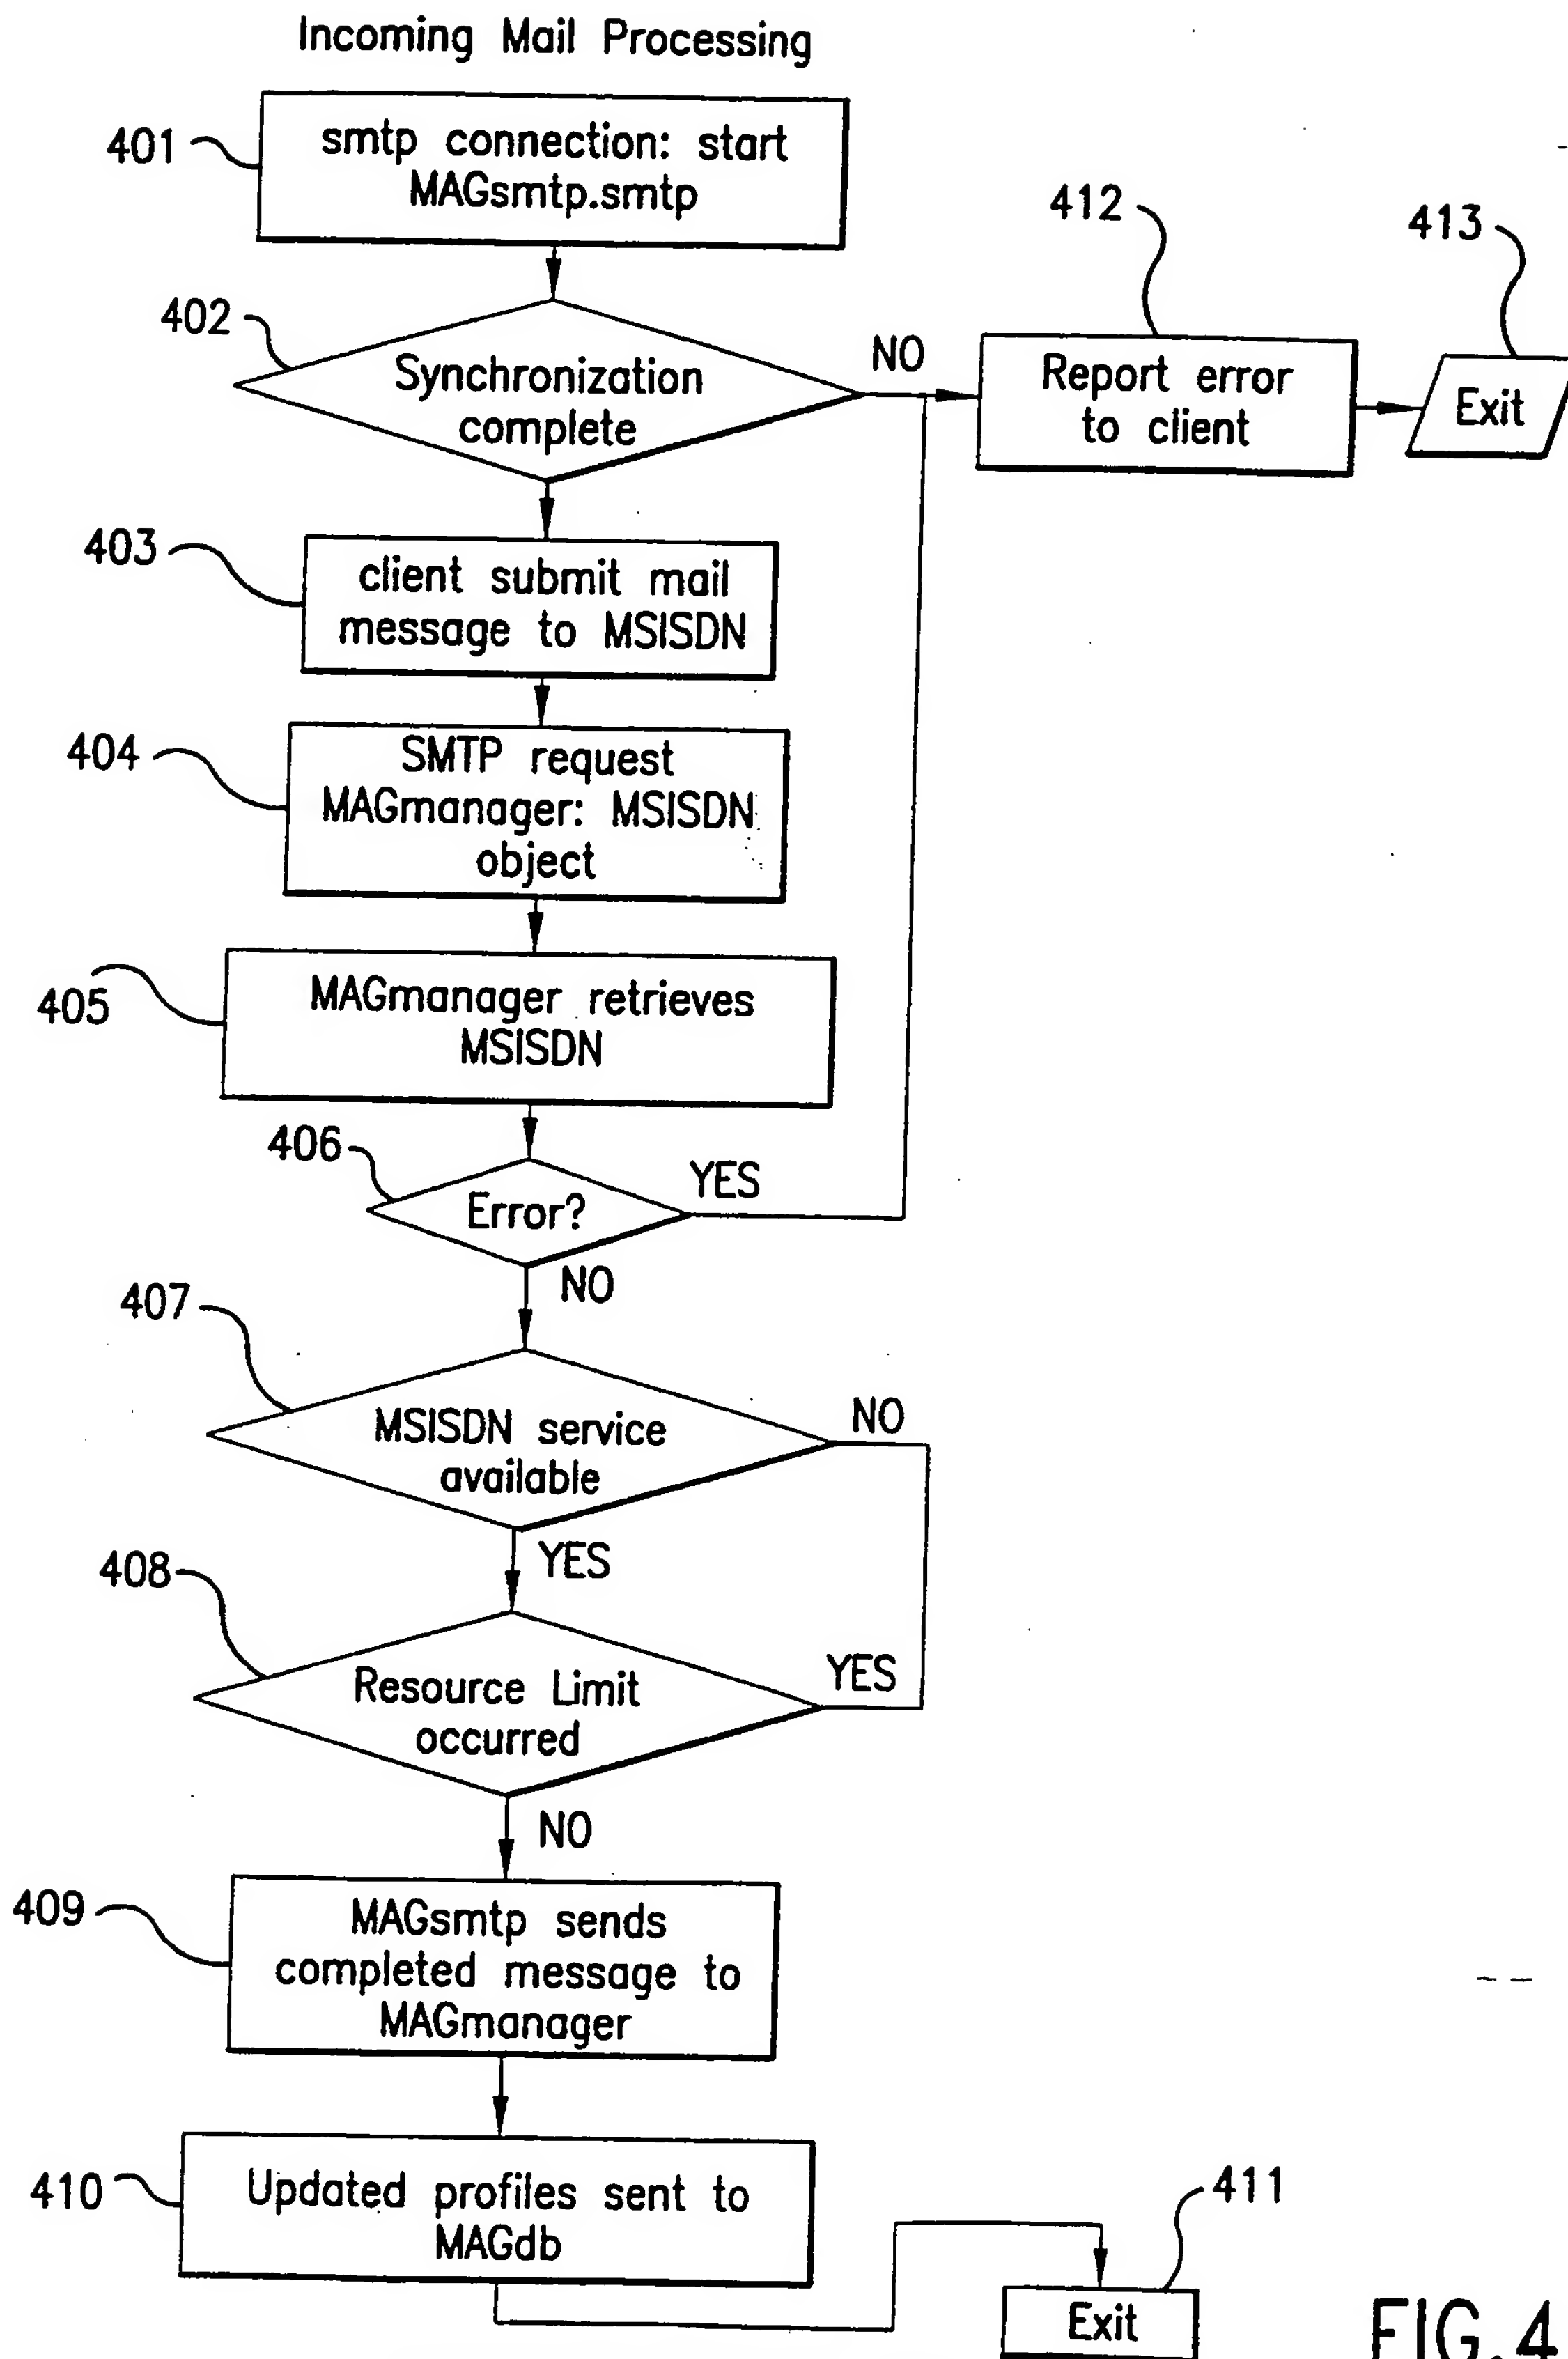 Incoming Mail Processing
401
smtp connection: start
MAGsmtp.smtp
412
413
402
Synchronization
complete
NO
Report error
to client
Exit
403
client submit mail
message to MSISDN
404
SMTP request
MAGmanager: MSISDN
object
405
MAGmanager retrieves
MSISDN
406
Error?
YES
NO
407
MSISDN service
available
NO
YES
408
Resource Limit
occurred
YES
NO
409
MAGsmtp sends
completed message to
MAGmanager
410
Updated profiles sent to
MAGdb
411
Exit
FIG.4